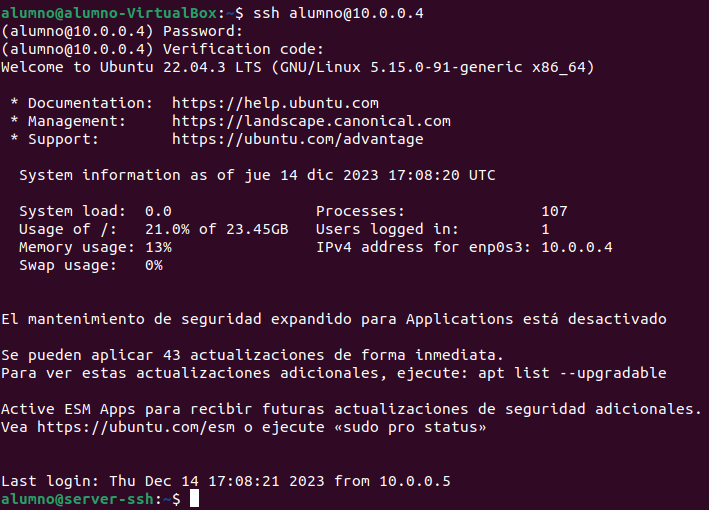 alumno@alumno-VirtualBox:~$ ssh alumno@10.0.0.4
(alumno@10.0.0.4) Password:
(alumno@10.0.0.4) Verification code:
Welcome to Ubuntu 22.04.3 LTS (GNU/Linux 5.15.0-91-generic x86_64)
* Documentation:  https://help.ubuntu.com
* Management:     https://landscape.canonical.com
* Support:        https://ubuntu.com/advantage
System information as of jue 14 dic 2023 17:08:20 UTC
System load:  0.0                Processes:               107
Usage of /:   21.0% of 23.45GB   Users logged in:         1
Memory usage: 13%                IPv4 address for enp0s3: 10.0.0.4
Swap usage:   0%
El mantenimiento de seguridad expandido para Applications está desactivado
Se pueden aplicar 43 actualizaciones de forma inmediata.
Para ver estas actualizaciones adicionales, ejecute: apt list --upgradable
Active ESM Apps para recibir futuras actualizaciones de seguridad adicionales.
Vea https://ubuntu.com/esm o ejecute «sudo pro status»
Last login: Thu Dec 14 17:08:21 2023 from 10.0.0.5
alumno@server-ssh:~$